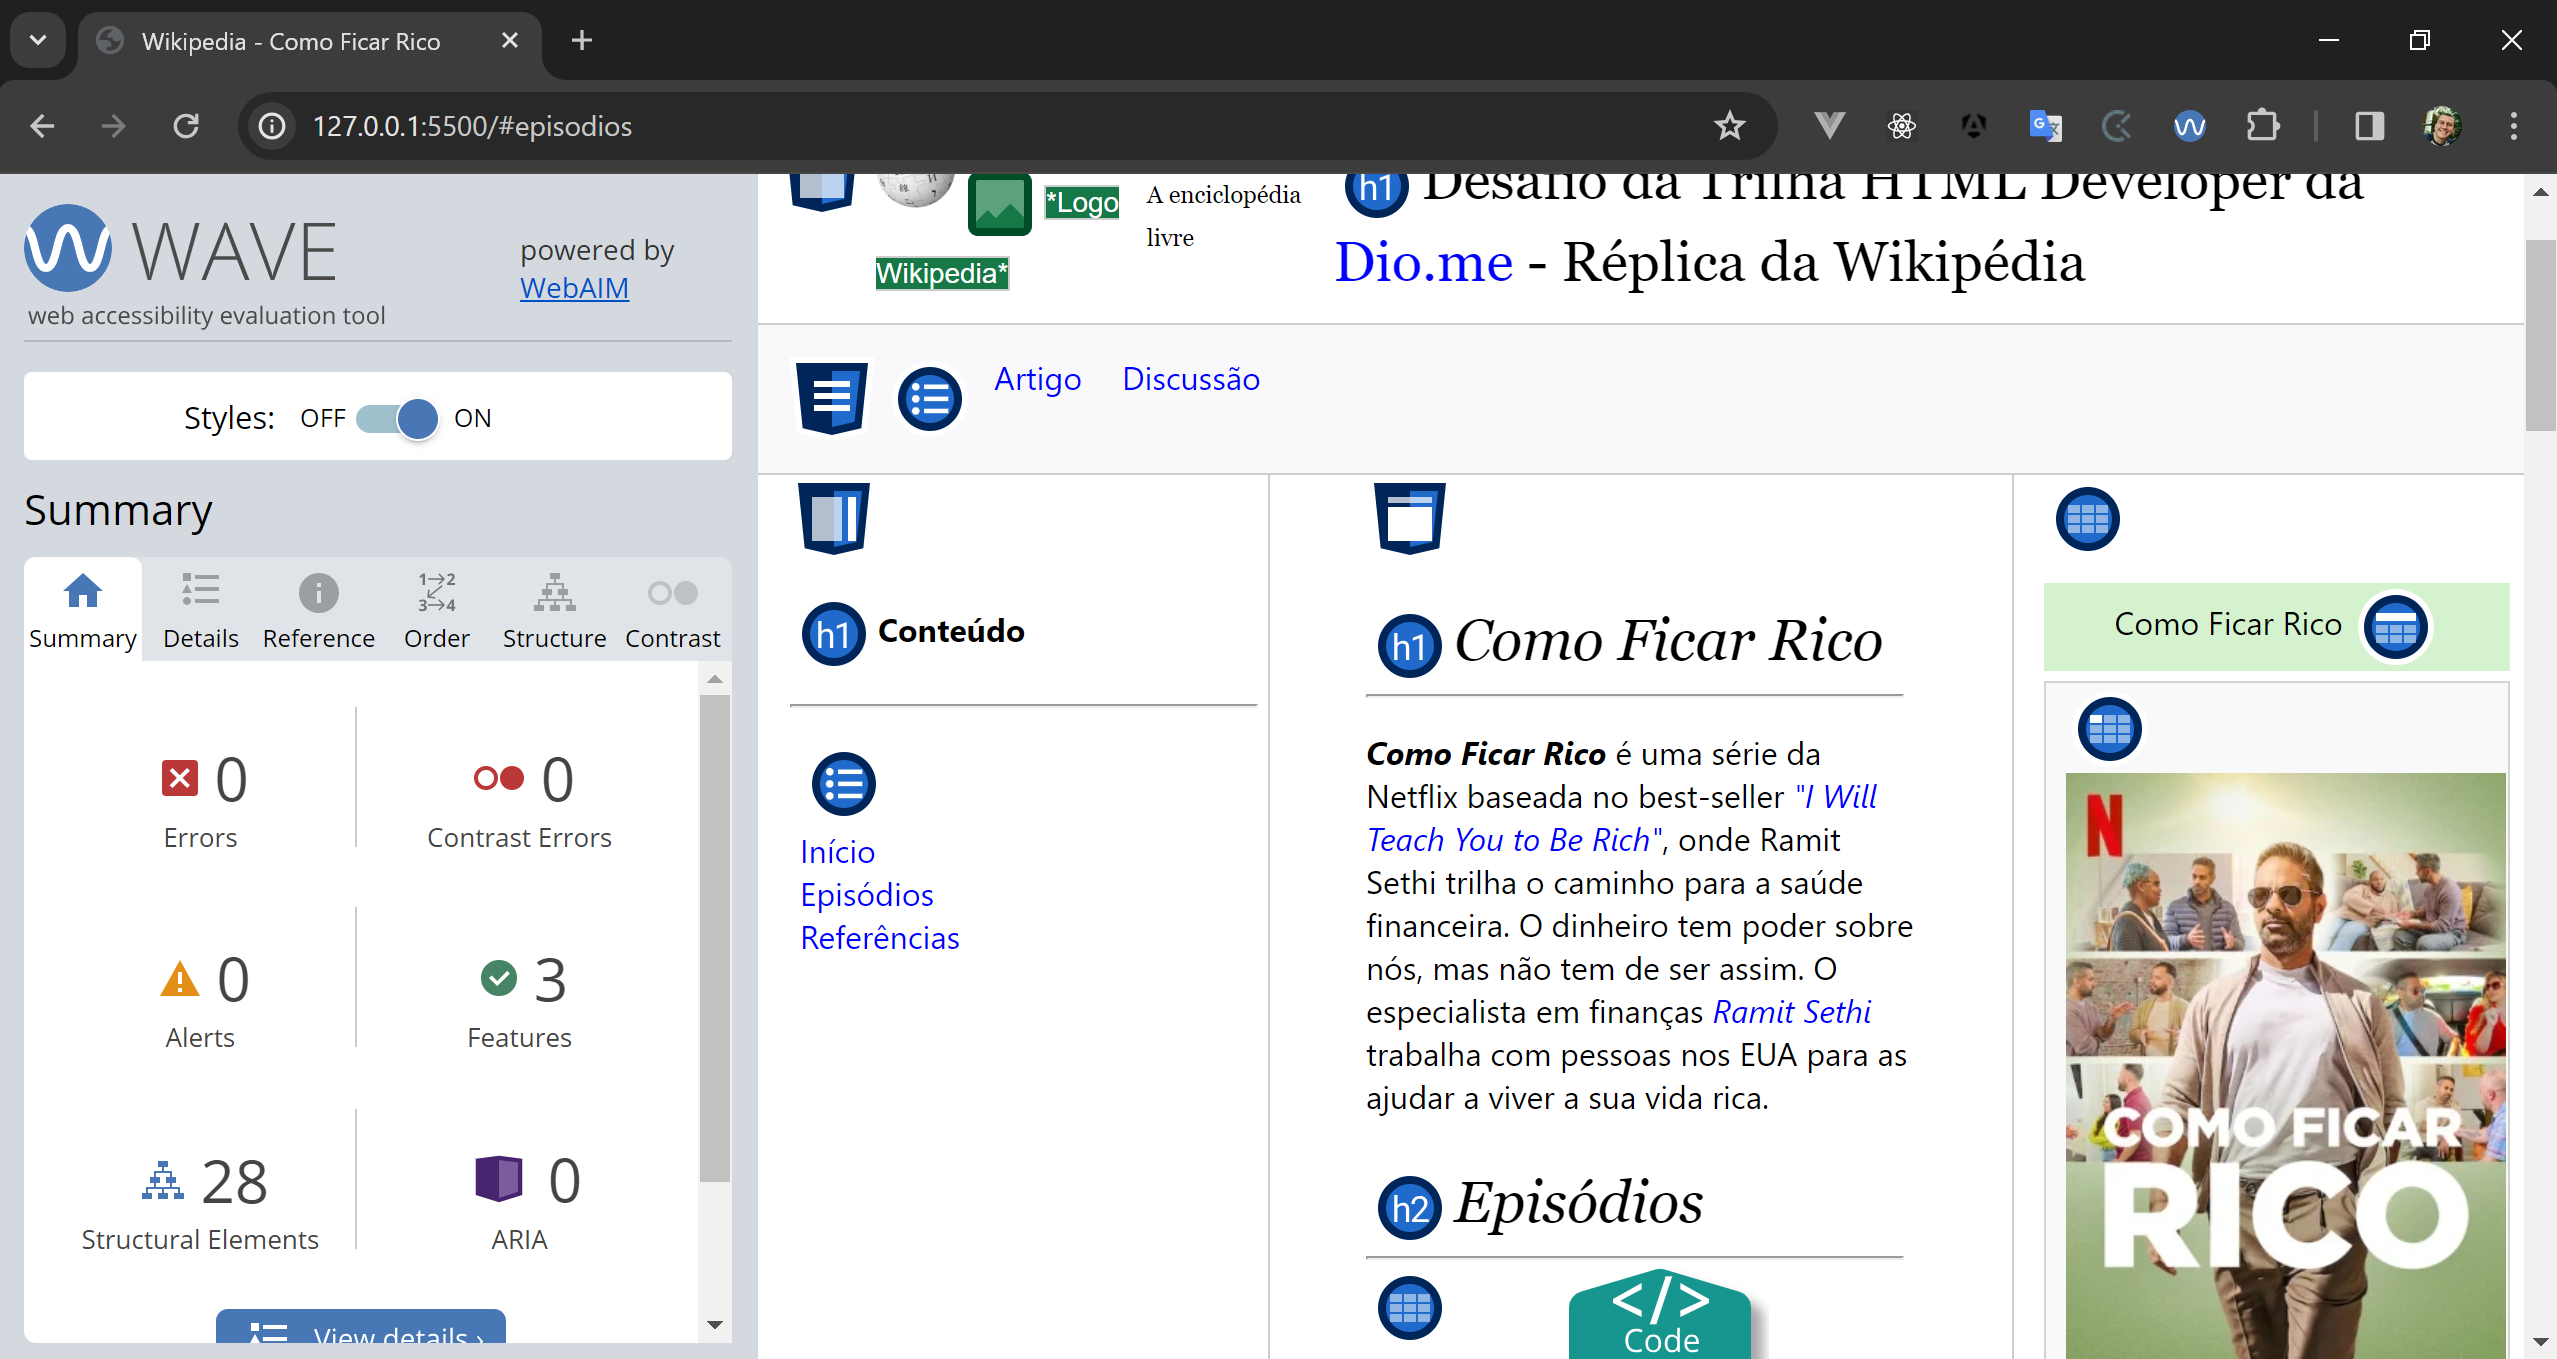 Wikipedia - Como Ficar Rico
127.0.0.1:5500/#episodios
WAVE
powered by
WebAIM
web accessibility evaluation tool
Styles: OFF ON
Summary
Summary Details Reference Order Structure Contrast
0 0
Errors Contrast Errors
0 3
Alerts Features
28 0
Structural Elements ARIA
View details ›
*Logo
Wikipedia*
A enciclopédia
livre
h1 Desafio da Trilha HTML Developer da
Dio.me - Réplica da Wikipédia
Artigo Discussão
h1 Conteúdo
Início
Episódios
Referências
h1 Como Ficar Rico
Como Ficar Rico é uma série da
Netflix baseada no best-seller "I Will
Teach You to Be Rich", onde Ramit
Sethi trilha o caminho para a saúde
financeira. O dinheiro tem poder sobre
nós, mas não tem de ser assim. O
especialista em finanças Ramit Sethi
trabalha com pessoas nos EUA para as
ajudar a viver a sua vida rica.
h2 Episódios
</>
Code
Como Ficar Rico
N
COMO FICAR
RICO